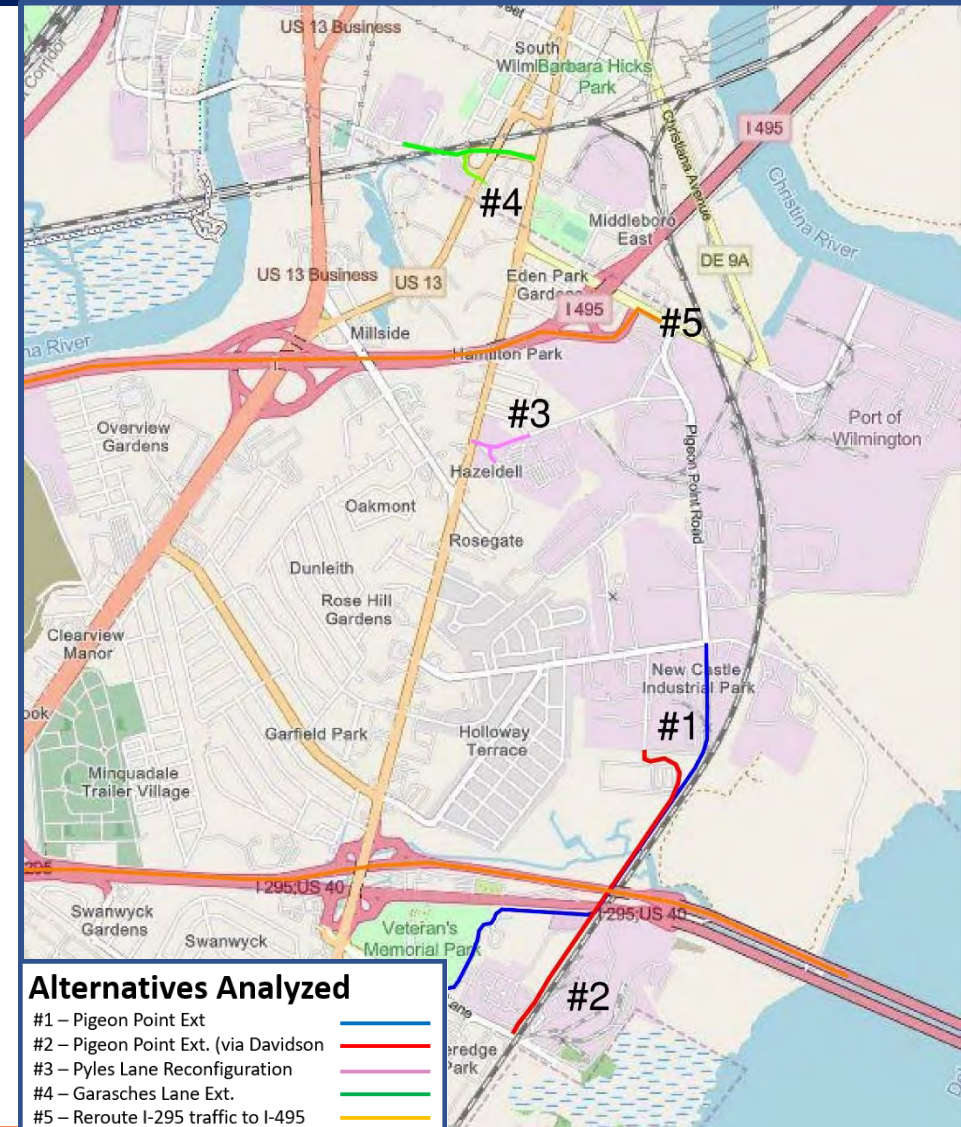 US 13 Business
South
Barbara Hicks
Park
Christiana Avenue
I 495
Christina River
#4
Middleboro
East
DE 9A
US 13 Business
US 13
Eden Park
Gardens
I 495
#5
Millside
Hamilton Park
#3
Overview
Gardens
Port of
Wilmington
Hazeldell
Pigeon Point Road
Oakmont
Rosegate
Dunleith
Rose Hill
Gardens
Clearview
Manor
New Castle
Industrial Park
#1
Garfield Park
Holloway
Terrace
Minquadale
Trailer Village
I 295;US 40
I 295;US 40
Swanwyck
Gardens
Swanwyck
Veteran's
Memorial Park
#2
Park
Alternatives Analyzed
#1 – Pigeon Point Ext
#2 – Pigeon Point Ext. (via Davidson
#3 – Pyles Lane Reconfiguration
#4 – Garasches Lane Ext.
#5 – Reroute I-295 traffic to I-495